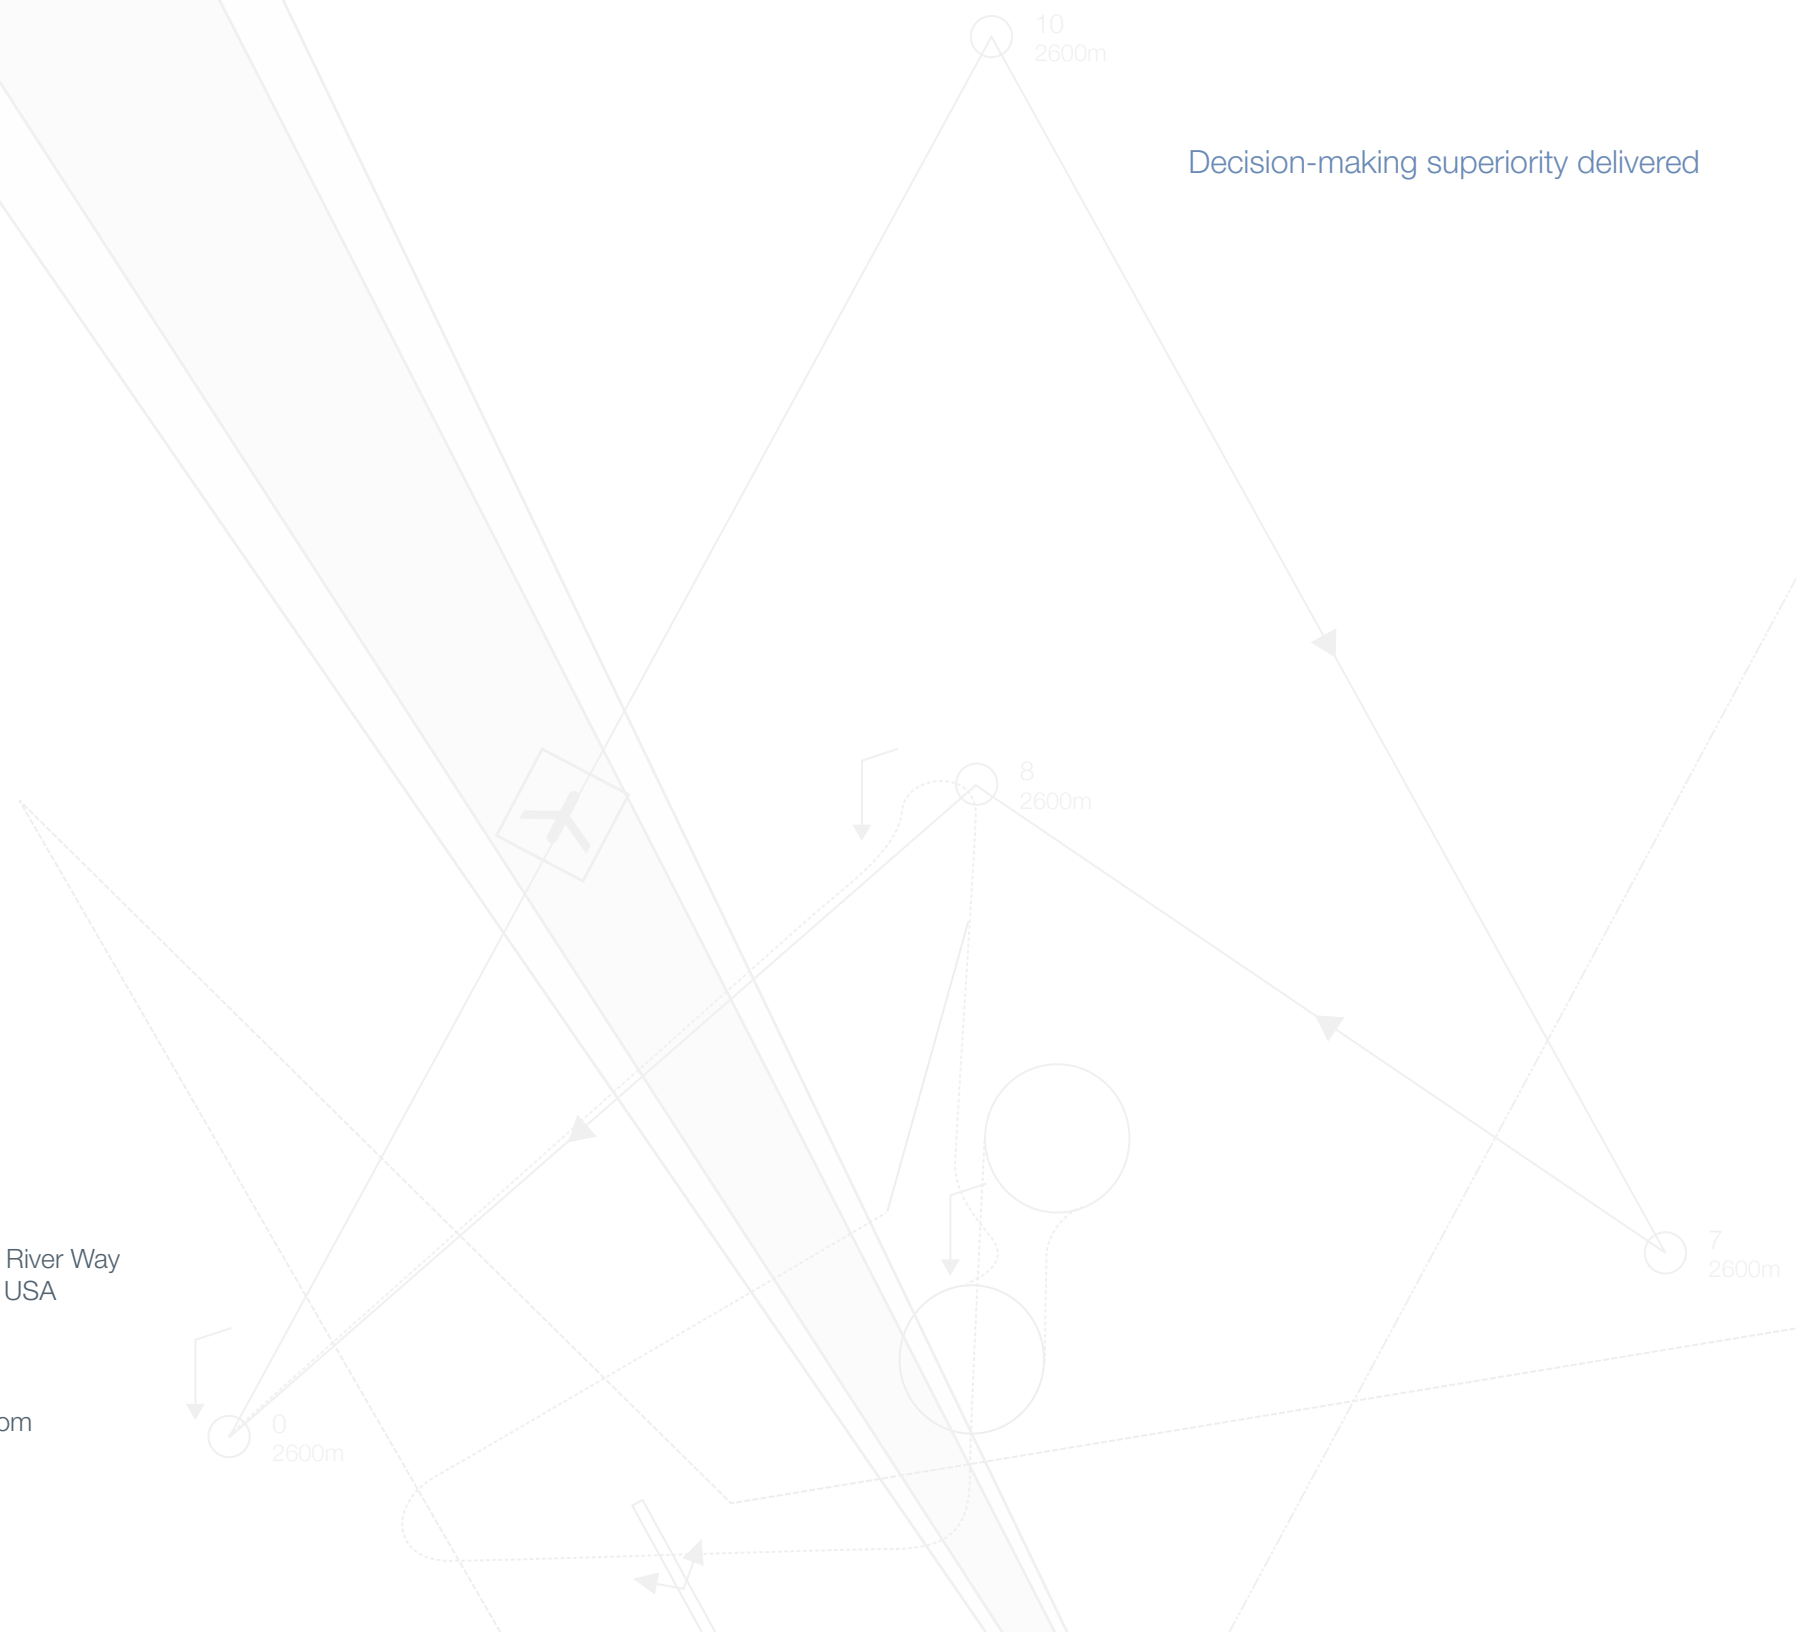 10
2600m
Decision-making superiority delivered
8
2600m
River Way
USA
7
2600m
om
0
2600m